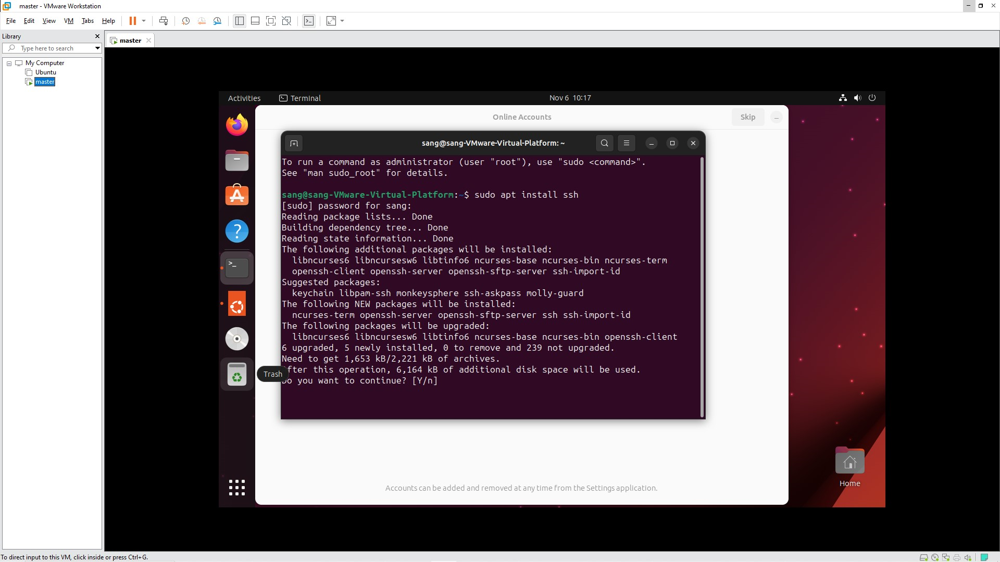 master - VMware Workstation
File Edit View VM Tabs Help
Library
Type here to search
My Computer
Ubuntu
master
master
Activities
Terminal
Nov 6 10:17
Online Accounts
Skip
sang@sang-VMware-Virtual-Platform: ~
To run a command as administrator (user "root"), use "sudo <command>".
See "man sudo_root" for details.
sang@sang-VMware-Virtual-Platform:~$ sudo apt install ssh
[sudo] password for sang:
Reading package lists... Done
Building dependency tree... Done
Reading state information... Done
The following additional packages will be installed:
libncurses6 libncursesw6 libtinfo6 ncurses-base ncurses-bin ncurses-term
openssh-client openssh-server openssh-sftp-server ssh-import-id
Suggested packages:
keychain libpam-ssh monkeysphere ssh-askpass molly-guard
The following NEW packages will be installed:
ncurses-term openssh-server openssh-sftp-server ssh ssh-import-id
The following packages will be upgraded:
libncurses6 libncursesw6 libtinfo6 ncurses-base ncurses-bin openssh-client
6 upgraded, 5 newly installed, 0 to remove and 239 not upgraded.
Need to get 1,653 kB/2,221 kB of archives.
After this operation, 6,164 kB of additional disk space will be used.
Do you want to continue? [Y/n]
Trash
Accounts can be added and removed at any time from the Settings application.
Home
To direct input to this VM, click inside or press Ctrl+G.